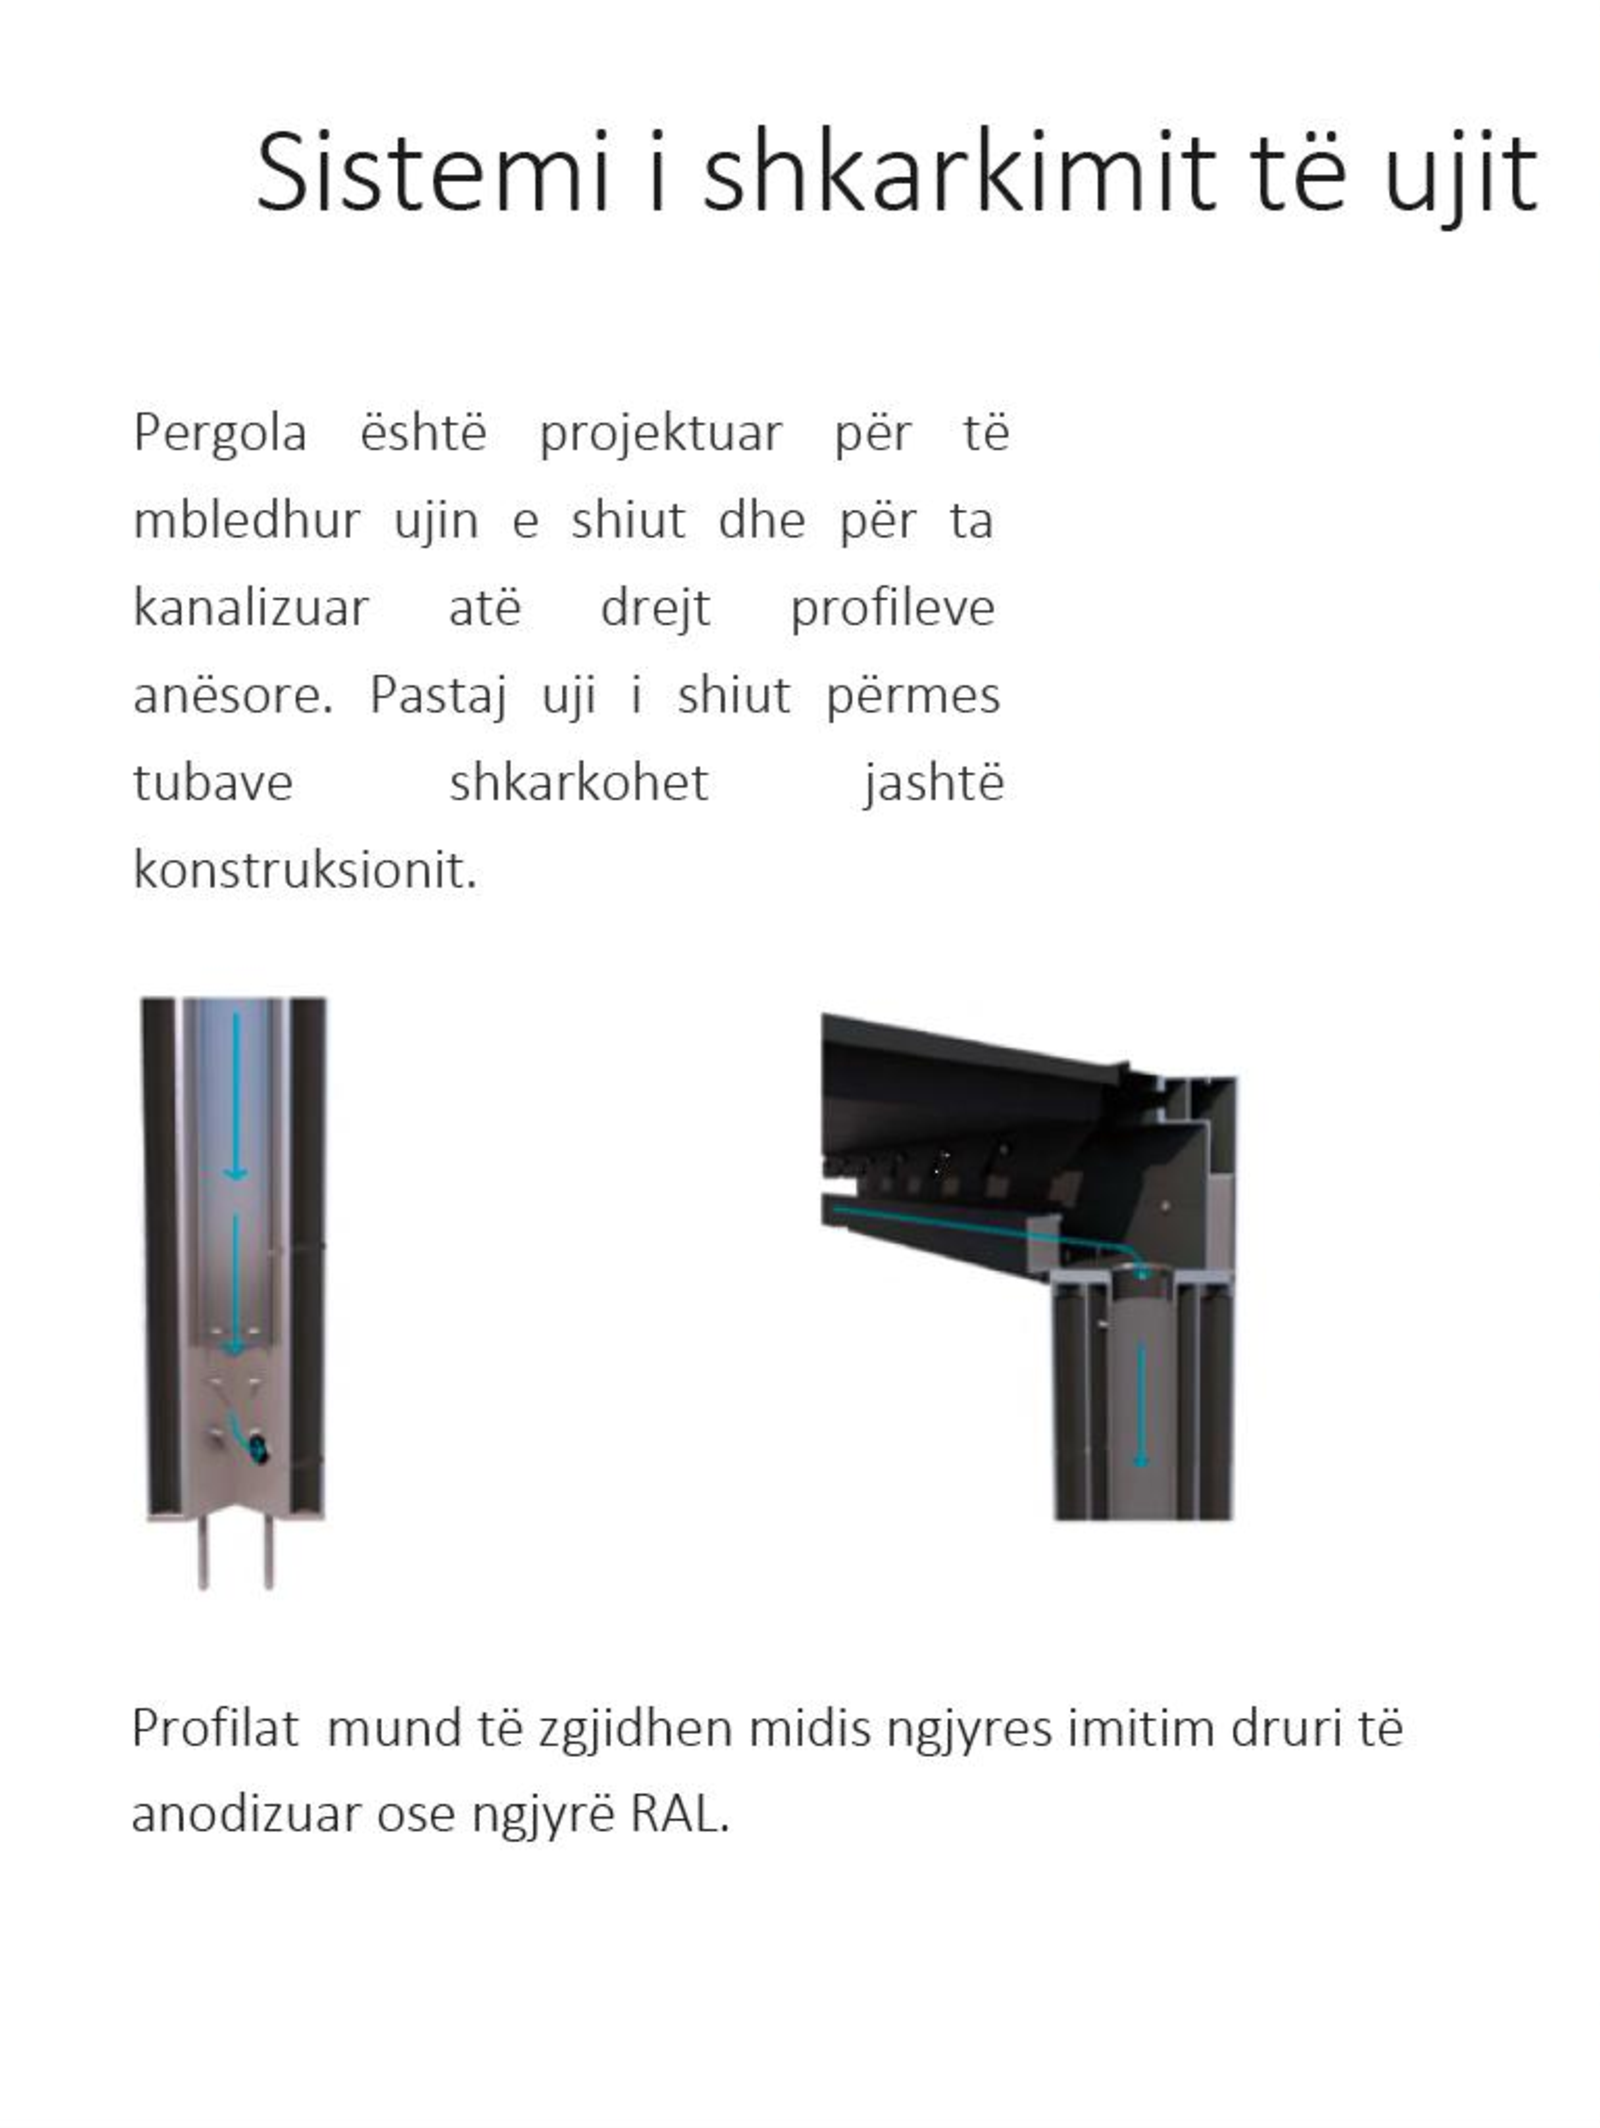 Sistemi i shkarkimit të ujit
Pergola është projektuar për të
mbledhur ujin e shiut dhe për ta
kanalizuar atë drejt profileve
anësore. Pastaj uji i shiut përmes
tubave shkarkohet jashtë
konstruksionit.
Profilat mund të zgjidhen midis ngjyres imitim druri të
anodizuar ose ngjyrë RAL.